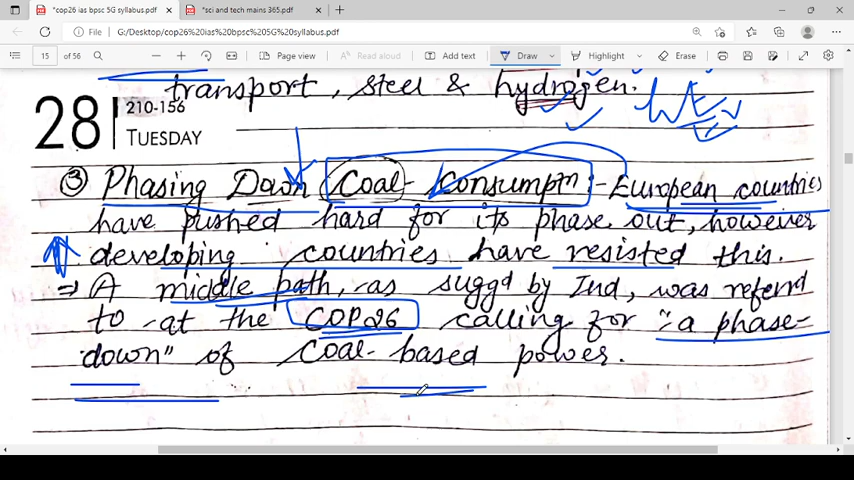 *cop26 ias bpsc 5G syllabus.pdf
*sci and tech mains 365.pdf
File | G:/Desktop/cop26%20ias%20bpsc%205G%20syllabus.pdf
15 of 56 Page view Read aloud Add text Draw Highlight Erase
transport, steel & hydrogen.
28
210-156
TUESDAY
③ Phasing Down Coal Consumpn :- European countries
have pushed hard for its phase out, however
developing countries have resisted this.
⇒ A middle path, as suggd by Ind, was refend
to at the COP26 calling for "a phase-
down" of Coal-based power.